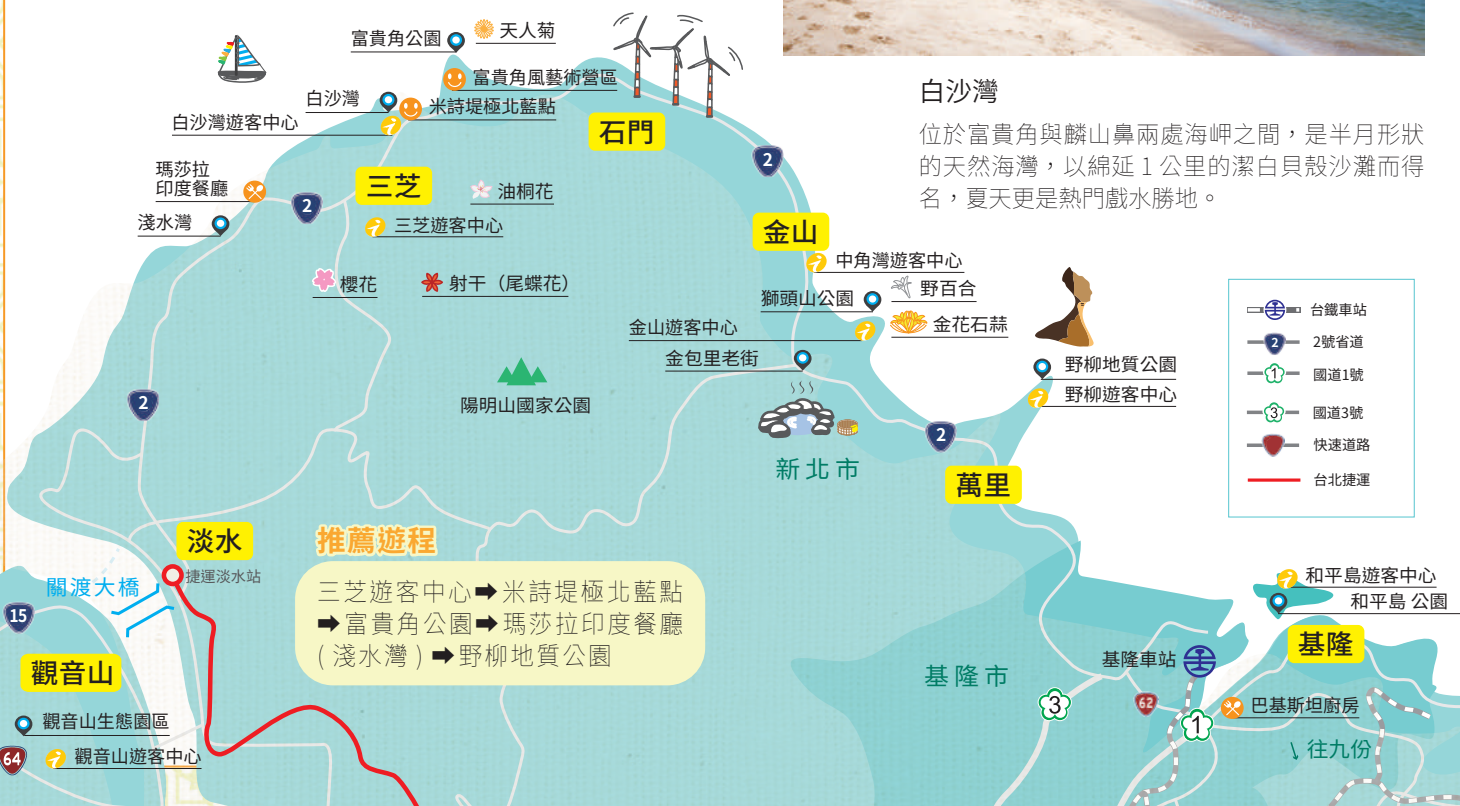 富貴角公園
天人菊
富貴角風藝術營區
白沙灣
米詩堤極北藍點
白沙灣遊客中心
石門
瑪莎拉
印度餐廳
2
三芝
油桐花
淺水灣
三芝遊客中心
櫻花
射干（尾蝶花）
2
金山
中角灣遊客中心
獅頭山公園
野百合
金山遊客中心
金花石蒜
金包里老街
野柳地質公園
野柳遊客中心
2
陽明山國家公園
2
新北市
萬里
白沙灣
位於富貴角與麟山鼻兩處海岬之間，是半月形狀
的天然海灣，以綿延 1 公里的潔白貝殼沙灘而得
名，夏天更是熱門戲水勝地。
台鐵車站
2 2號省道
1 國道1號
3 國道3號
快速道路
台北捷運
淡水
捷運淡水站
關渡大橋
15
觀音山
觀音山生態園區
64
觀音山遊客中心
推薦遊程
三芝遊客中心➡米詩堤極北藍點
➡富貴角公園➡瑪莎拉印度餐廳
( 淺水灣 ) ➡野柳地質公園
和平島遊客中心
和平島 公園
基隆
基隆車站
基隆市
3
62
1
巴基斯坦廚房
往九份